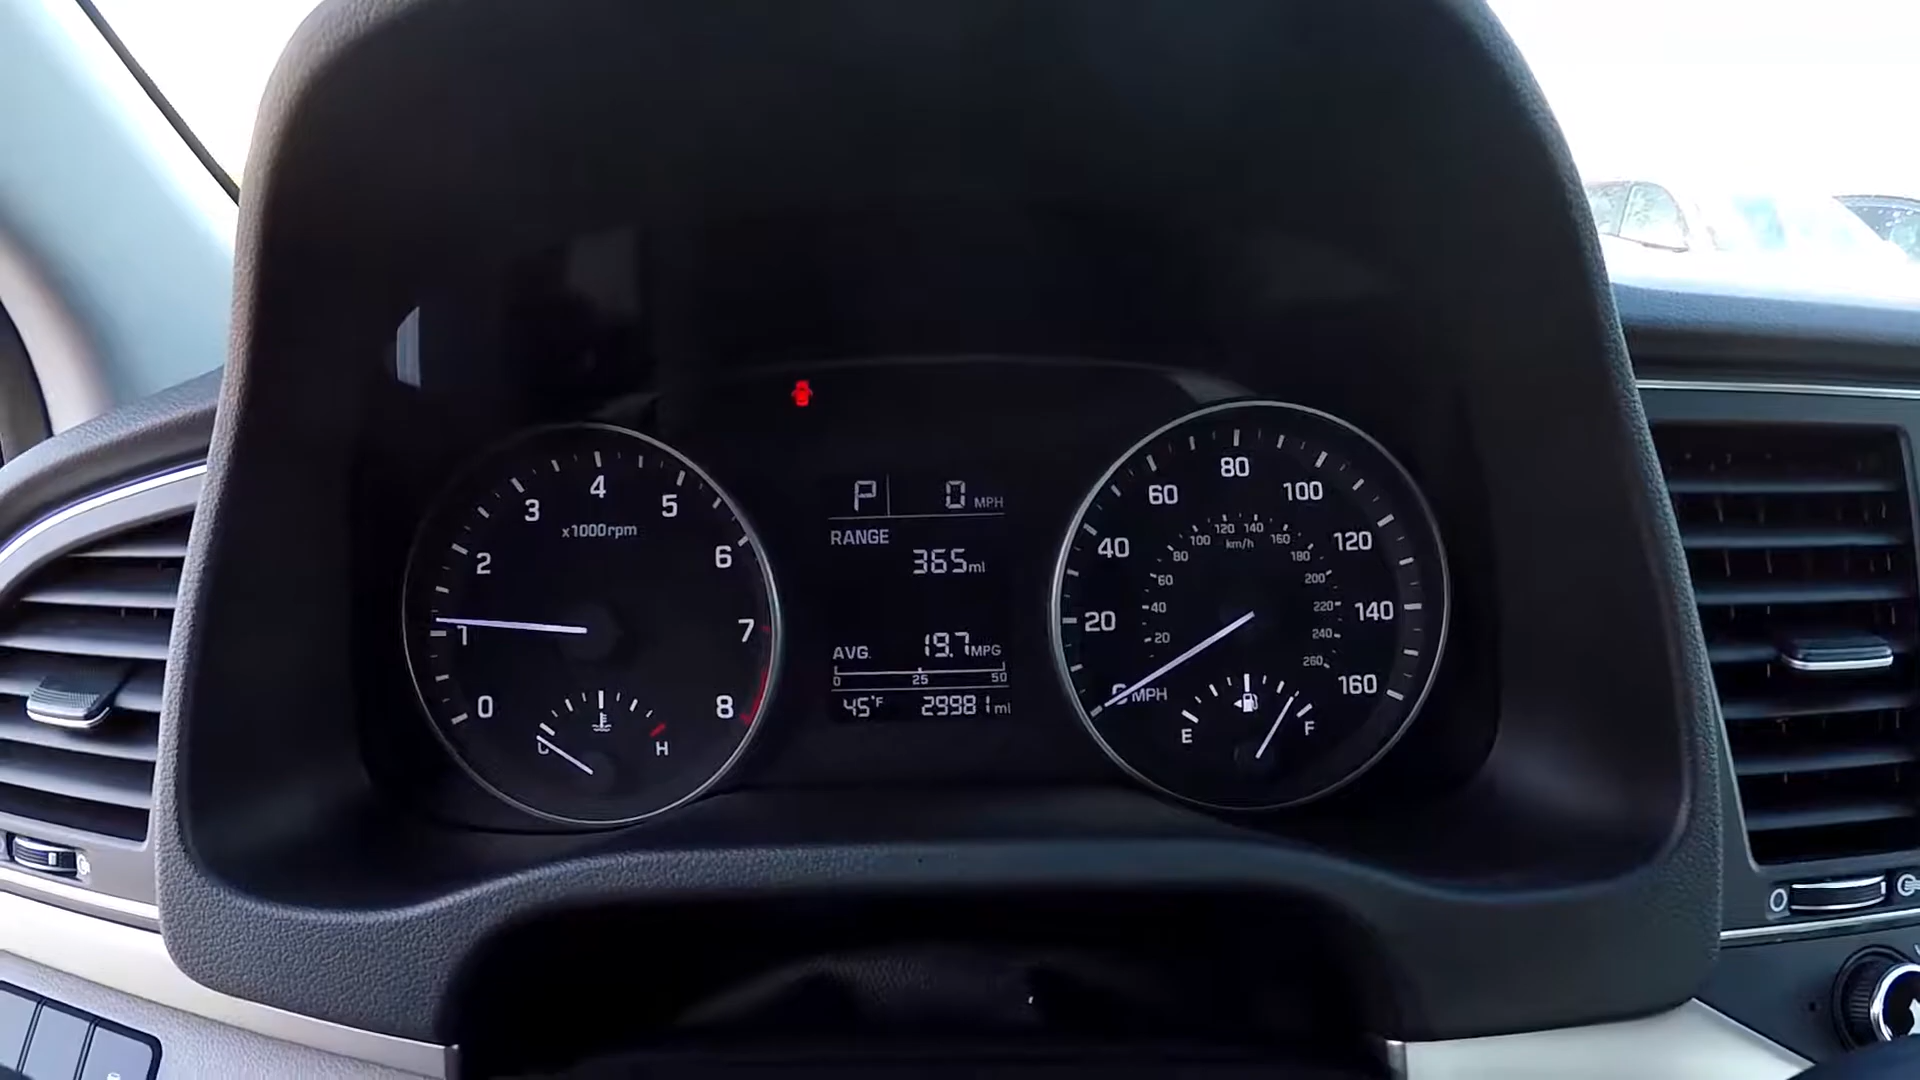 P 0 MPH
RANGE
365 mi
AVG. 19.7 MPG
0 25 50
45°F 29981 mi
0 1 2 3 4 5 6 7 8
x1000rpm
C H
20 40 60 80 100 120 140 160
0 MPH
20 40 60 80 100 120 140 160 180 200 220 240 260
km/h
E F